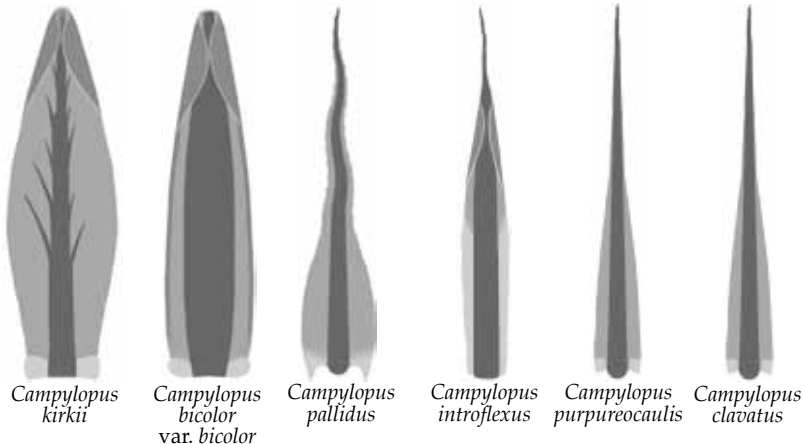 Campylopus
kirkii
Campylopus
bicolor
var. bicolor
Campylopus
pallidus
Campylopus
introflexus
Campylopus
purpureocaulis
Campylopus
clavatus